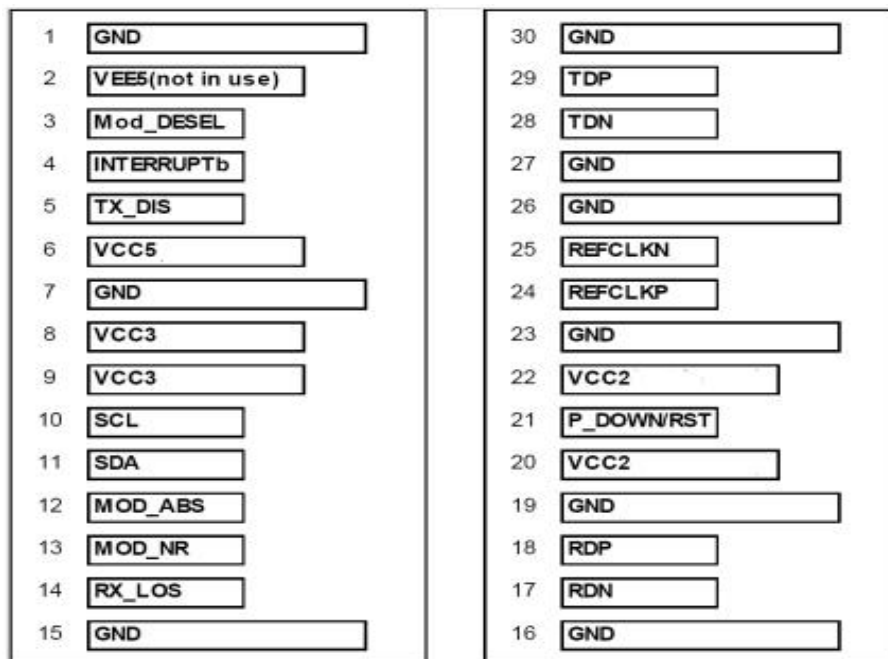 1 GND
2 VEE5(not in use)
3 Mod_DESEL
4 INTERRUPTb
5 TX_DIS
6 VCC5
7 GND
8 VCC3
9 VCC3
10 SCL
11 SDA
12 MOD_ABS
13 MOD_NR
14 RX_LOS
15 GND
30 GND
29 TDP
28 TDN
27 GND
26 GND
25 REFCLKN
24 REFCLKP
23 GND
22 VCC2
21 P_DOWN/RST
20 VCC2
19 GND
18 RDP
17 RDN
16 GND